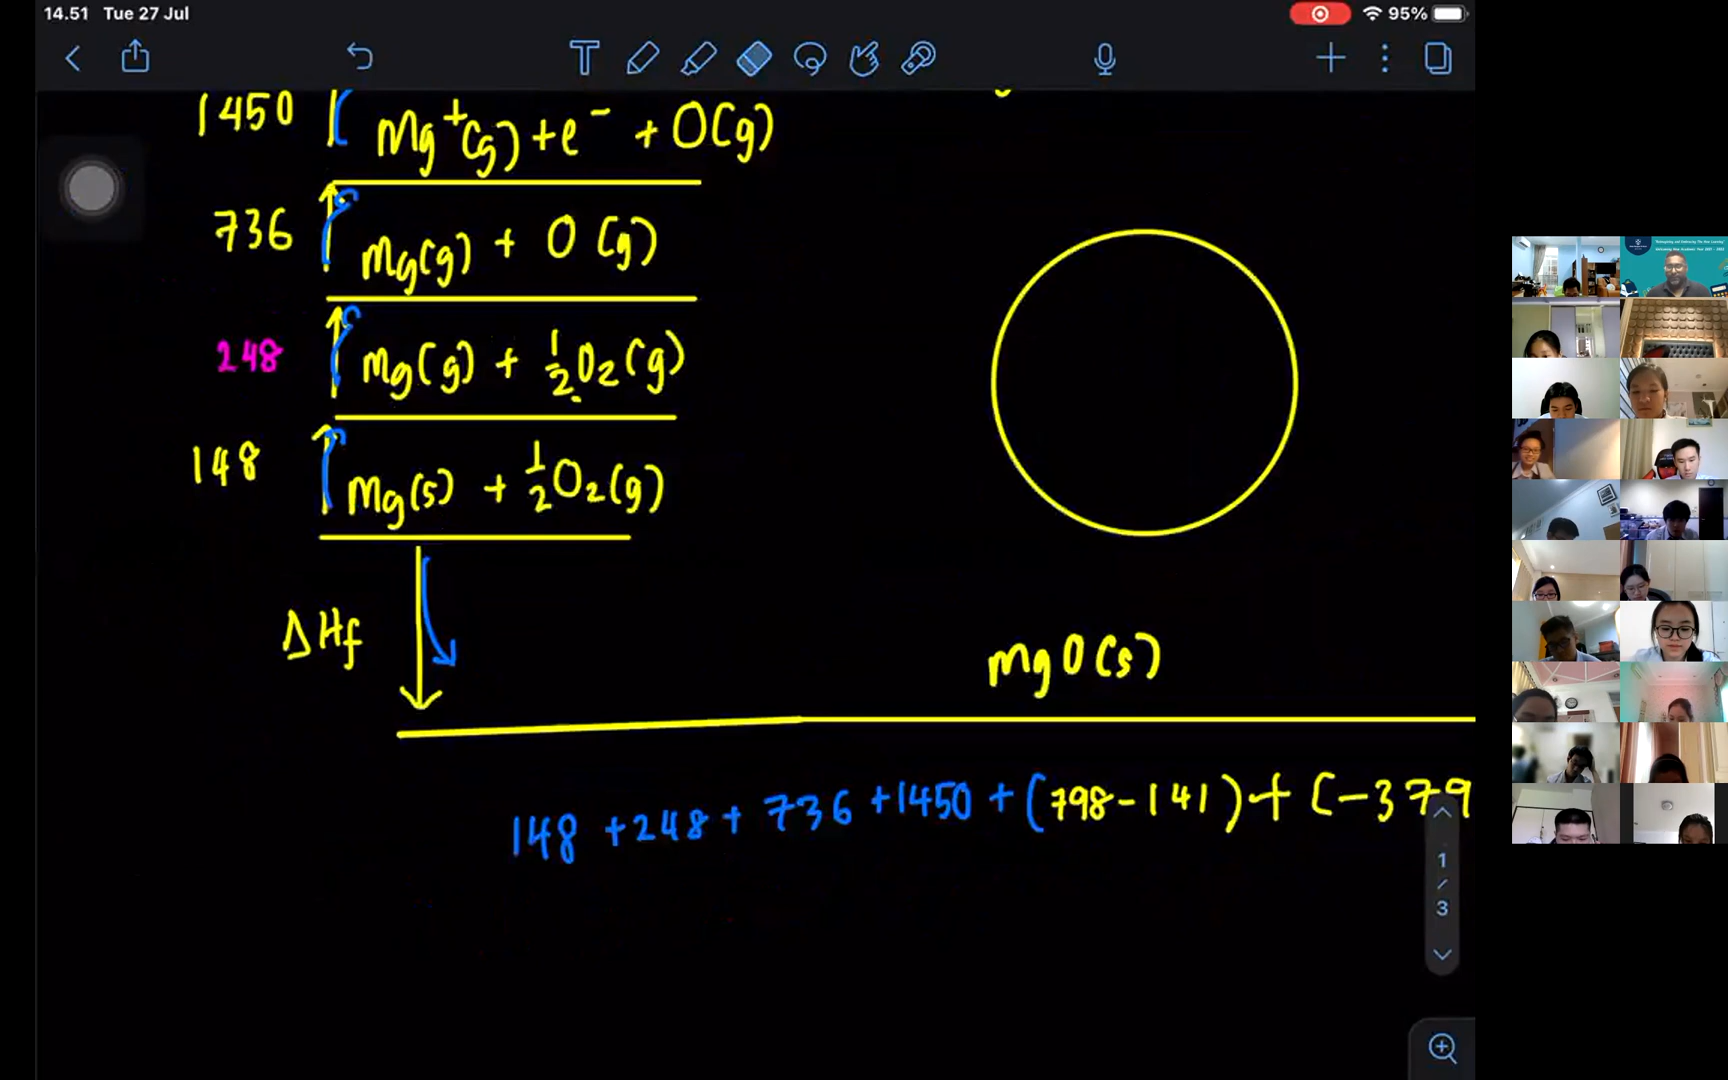 14.51 Tue 27 Jul
95%
1450 Mg⁺(g) + e⁻ + O(g)
736 Mg(g) + O(g)
248 Mg(g) + ½O₂(g)
148 Mg(s) + ½O₂(g)
ΔHf
MgO(s)
148 + 248 + 736 + 1450 + (798 - 141) + (-379
1
/
3